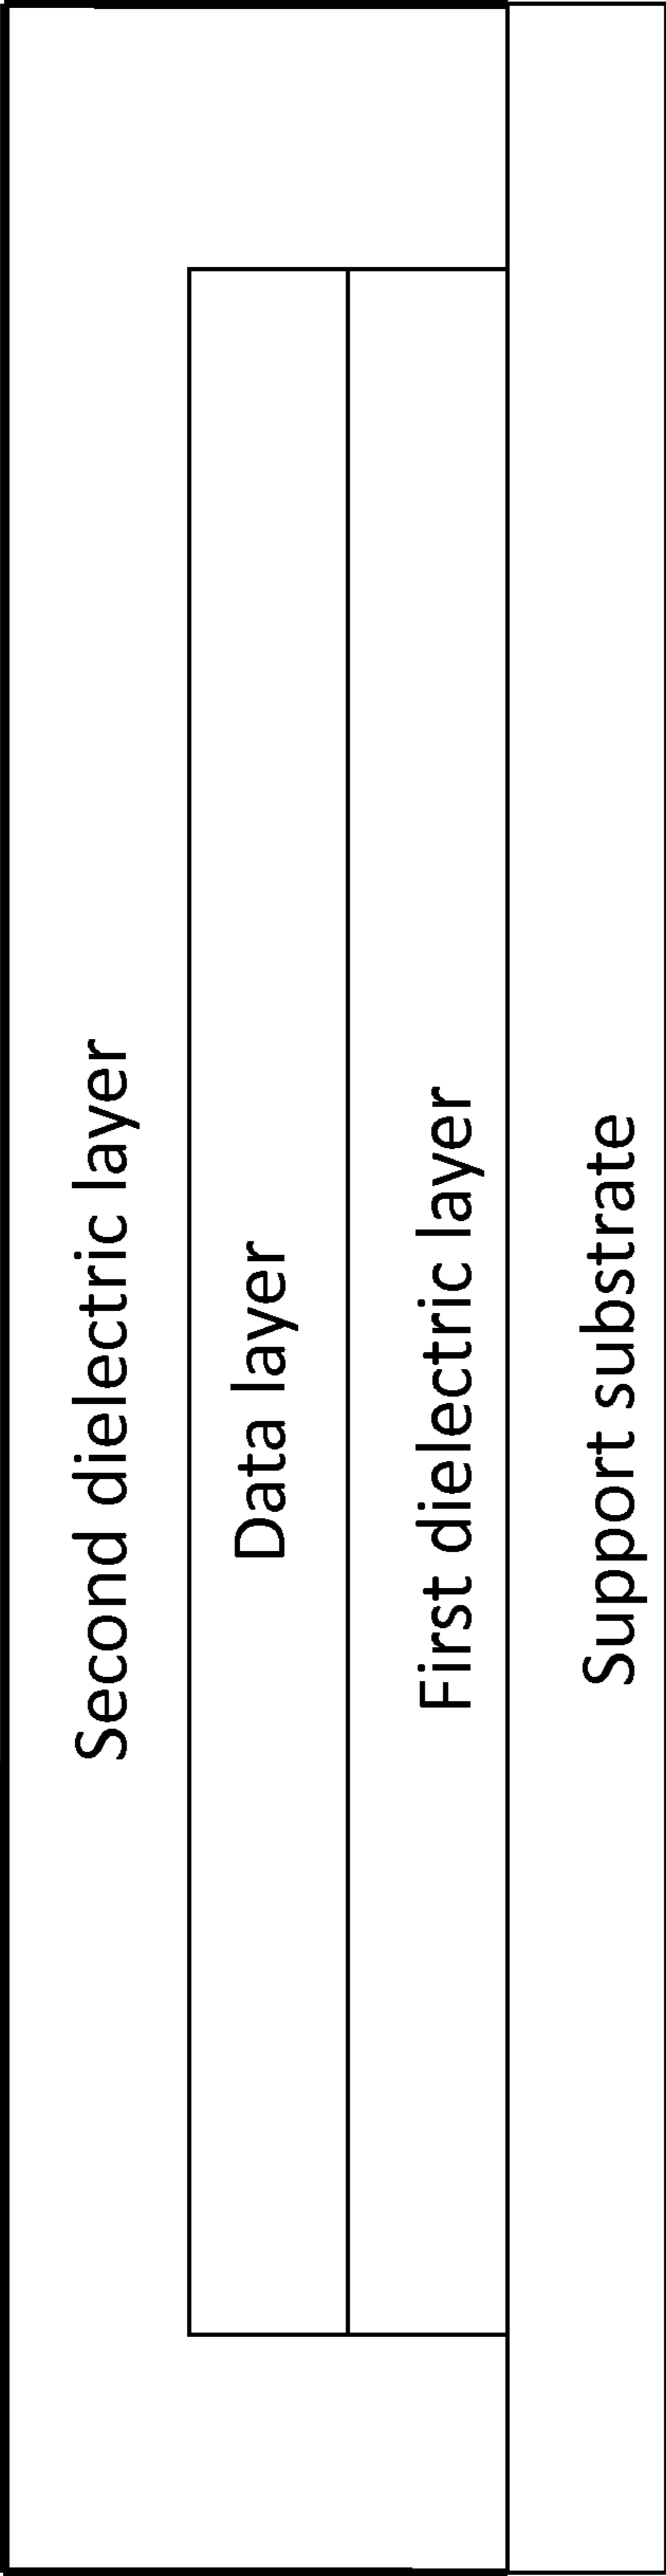 Second dielectric layer
Data layer
First dielectric layer
Support substrate